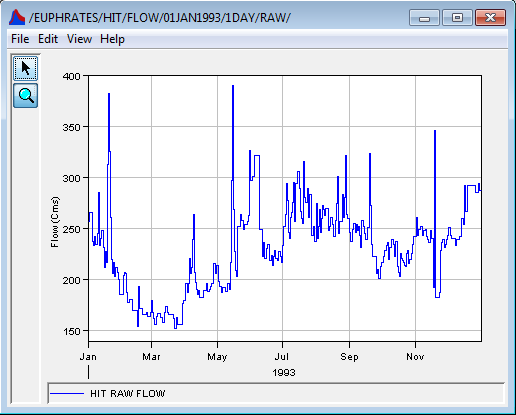 /EUPHRATES/HIT/FLOW/01JAN1993/1DAY/RAW/
File Edit View Help
400
350
300
250
200
150
Flow (Cms)
Jan Mar May Jul Sep Nov
1993
HIT RAW FLOW